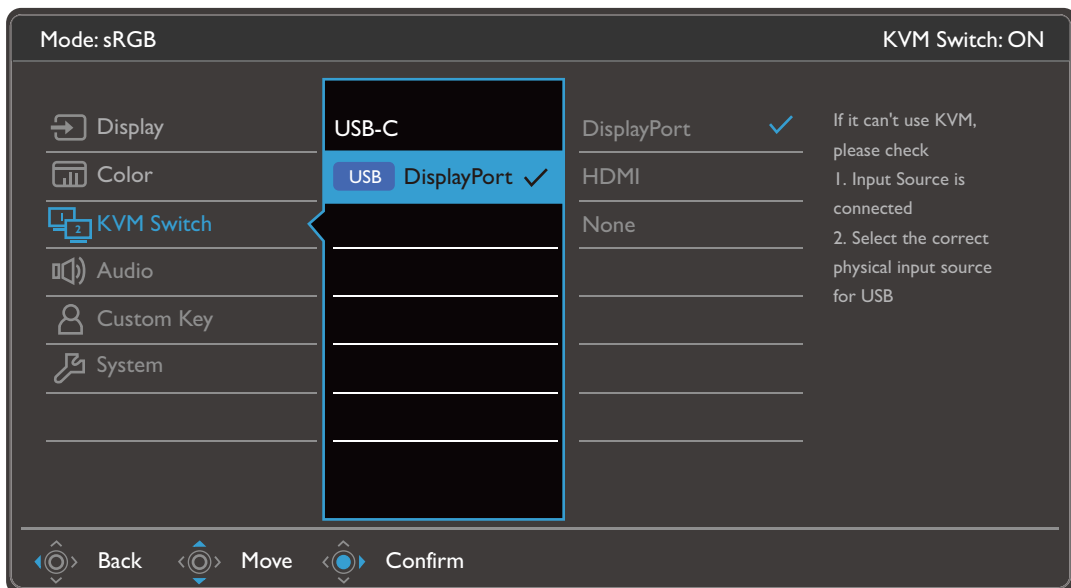 Mode: sRGB
KVM Switch: ON
Display
Color
1
2
KVM Switch
Audio
Custom Key
System
USB-C
USB DisplayPort
DisplayPort
HDMI
None
If it can't use KVM,
please check
1. Input Source is
connected
2. Select the correct
physical input source
for USB
Back
Move
Confirm